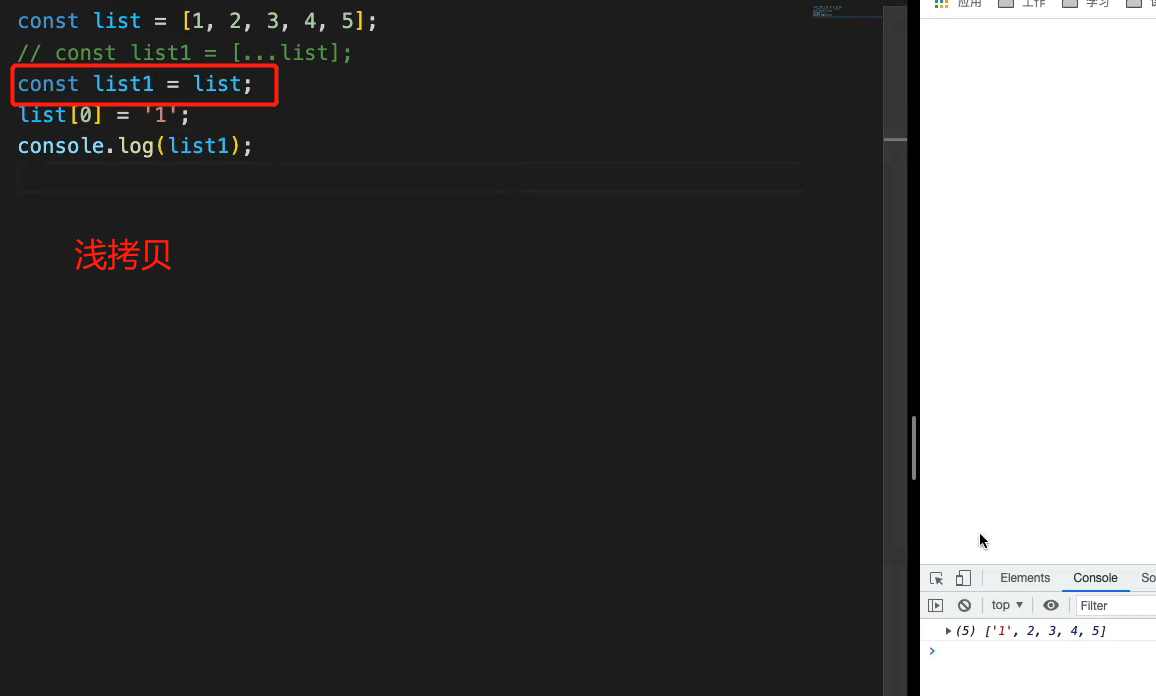 const list = [1, 2, 3, 4, 5];
// const list1 = [...list];
const list1 = list;
list[0] = '1';
console.log(list1);
浅拷贝
应用 工作 学习
Elements Console So
top Filter
(5) ['1', 2, 3, 4, 5]